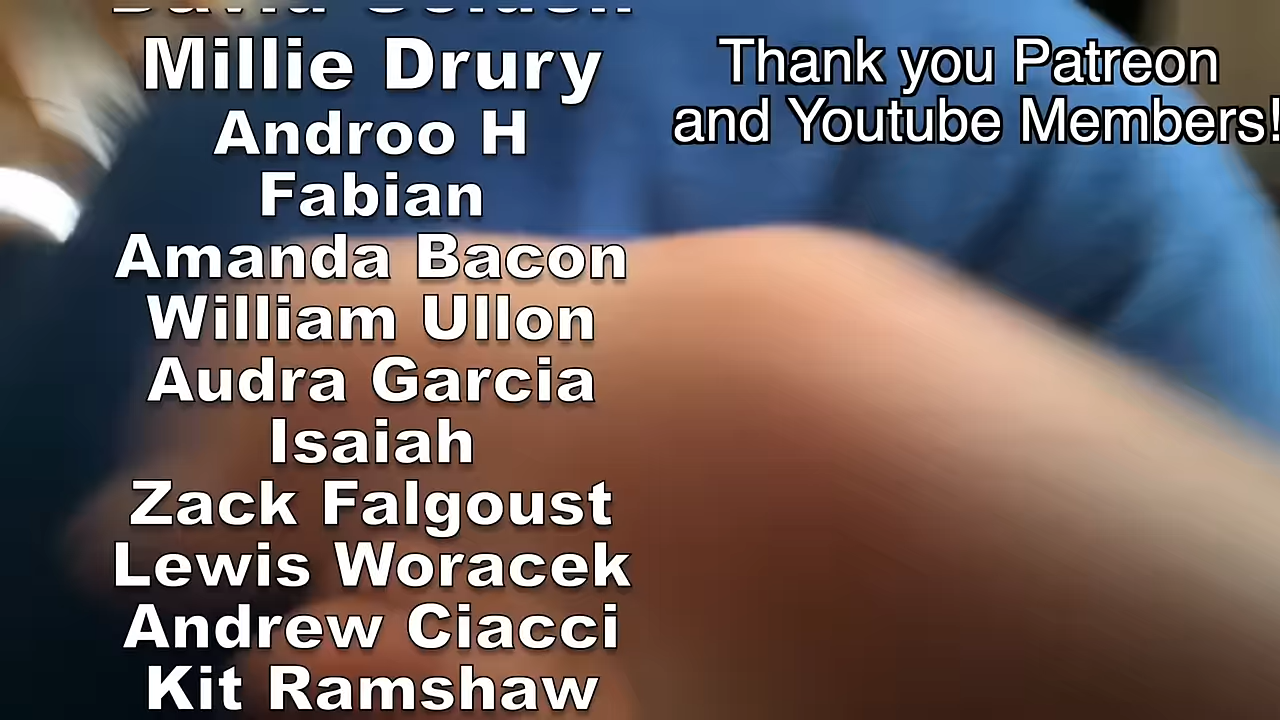 Millie Drury
Androo H
Fabian
Amanda Bacon
William Ullon
Audra Garcia
Isaiah
Zack Falgoust
Lewis Woracek
Andrew Ciacci
Kit Ramshaw
Thank you Patreon
and Youtube Members!